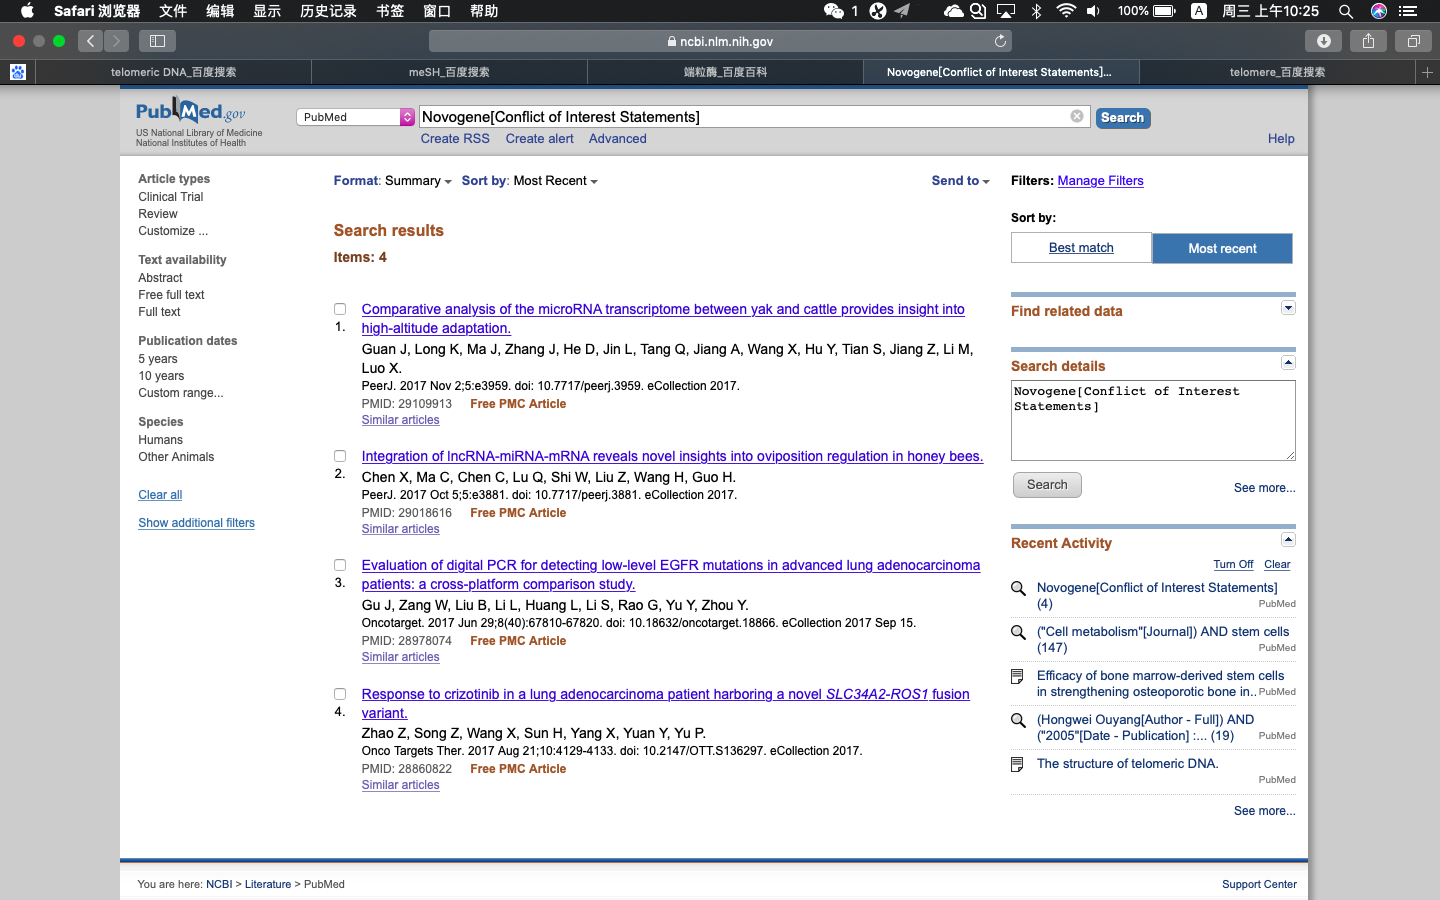 Safari 浏览器 文件 编辑 显示 历史记录 书签 窗口 帮助 1 100% A 周三 上午10:25
ncbi.nlm.nih.gov
telomeric DNA_百度搜索 meSH_百度搜索 端粒酶_百度百科 Novogene[Conflict of Interest Statements]... telomere_百度搜索
PubMed.gov
US National Library of Medicine
National Institutes of Health
PubMed
Novogene[Conflict of Interest Statements]
Search
Create RSS Create alert Advanced
Help
Article types
Clinical Trial
Review
Customize ...
Text availability
Abstract
Free full text
Full text
Publication dates
5 years
10 years
Custom range...
Species
Humans
Other Animals
Clear all
Show additional filters
Format: Summary Sort by: Most Recent
Send to
Search results
Items: 4
1. Comparative analysis of the microRNA transcriptome between yak and cattle provides insight into
high-altitude adaptation.
Guan J, Long K, Ma J, Zhang J, He D, Jin L, Tang Q, Jiang A, Wang X, Hu Y, Tian S, Jiang Z, Li M,
Luo X.
PeerJ. 2017 Nov 2;5:e3959. doi: 10.7717/peerj.3959. eCollection 2017.
PMID: 29109913 Free PMC Article
Similar articles
2. Integration of lncRNA-miRNA-mRNA reveals novel insights into oviposition regulation in honey bees.
Chen X, Ma C, Chen C, Lu Q, Shi W, Liu Z, Wang H, Guo H.
PeerJ. 2017 Oct 5;5:e3881. doi: 10.7717/peerj.3881. eCollection 2017.
PMID: 29018616 Free PMC Article
Similar articles
3. Evaluation of digital PCR for detecting low-level EGFR mutations in advanced lung adenocarcinoma
patients: a cross-platform comparison study.
Gu J, Zang W, Liu B, Li L, Huang L, Li S, Rao G, Yu Y, Zhou Y.
Oncotarget. 2017 Jun 29;8(40):67810-67820. doi: 10.18632/oncotarget.18866. eCollection 2017 Sep 15.
PMID: 28978074 Free PMC Article
Similar articles
4. Response to crizotinib in a lung adenocarcinoma patient harboring a novel SLC34A2-ROS1 fusion
variant.
Zhao Z, Song Z, Wang X, Sun H, Yang X, Yuan Y, Yu P.
Onco Targets Ther. 2017 Aug 21;10:4129-4133. doi: 10.2147/OTT.S136297. eCollection 2017.
PMID: 28860822 Free PMC Article
Similar articles
Filters: Manage Filters
Sort by:
Best match Most recent
Find related data
Search details
Novogene[Conflict of Interest
Statements]
Search
See more...
Recent Activity
Turn Off Clear
Novogene[Conflict of Interest Statements]
(4) PubMed
("Cell metabolism"[Journal]) AND stem cells
(147) PubMed
Efficacy of bone marrow-derived stem cells
in strengthening osteoporotic bone in.. PubMed
(Hongwei Ouyang[Author - Full]) AND
("2005"[Date - Publication] :... (19) PubMed
The structure of telomeric DNA.
PubMed
See more...
You are here: NCBI > Literature > PubMed
Support Center